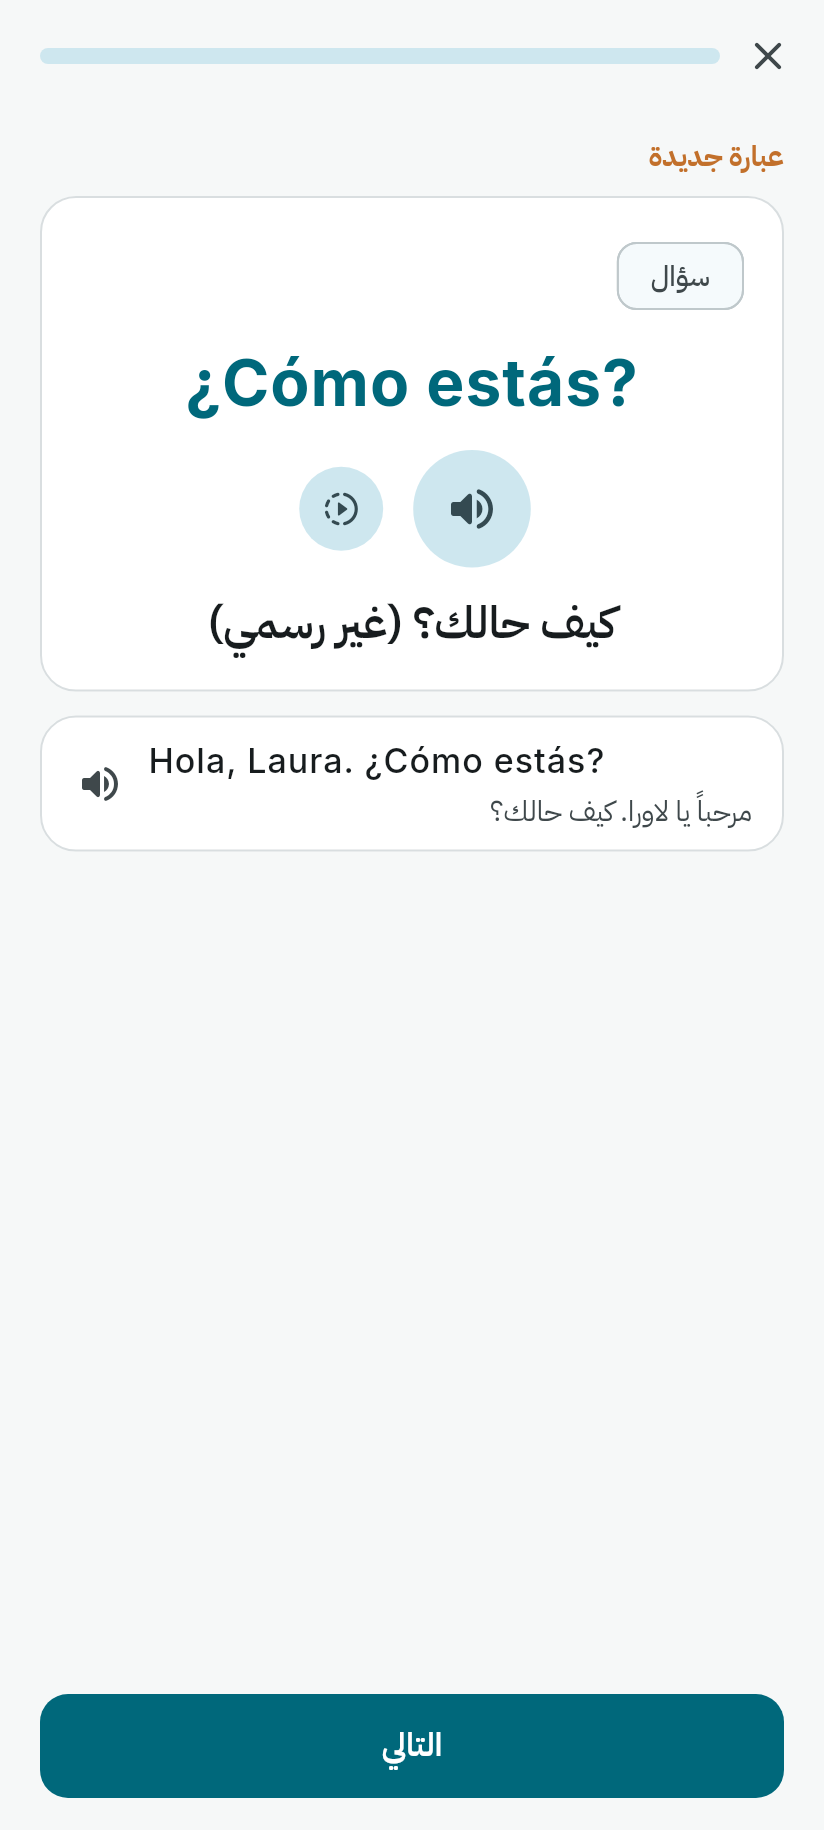 عبارة جديدة
سؤال
¿Cómo estás?
كيف حالك؟ (غير رسمي)
Hola, Laura. ¿Cómo estás?
مرحباً يا لاورا. كيف حالك؟
التالي